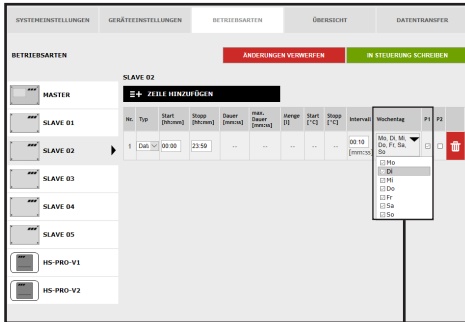 SYSTEMEINSTELLUNGEN GERÄTEEINSTELLUNGEN BETRIEBSARTEN ÜBERSICHT DATENTRANSFER
BETRIEBSARTEN ÄNDERUNGEN VERWERFEN IN STEUERUNG SCHREIBEN
SLAVE 02
ZEILE HINZUFÜGEN
MASTER
SLAVE 01
SLAVE 02
SLAVE 03
SLAVE 04
SLAVE 05
HS-PRO-V1
HS-PRO-V2
Nr. Typ Start [hh:mm] Stopp [hh:mm] Dauer [mm:ss] max. Dauer [mm:ss] Menge [l] Start [°C] Stopp [°C] Intervall Wochentag P1 P2
1 00:00 23:59 -- -- -- -- -- 00:10 [mm:ss] Mo, Di, Mi, Do, Fr, Sa, So
Mo
Di
Mi
Do
Fr
Sa
So